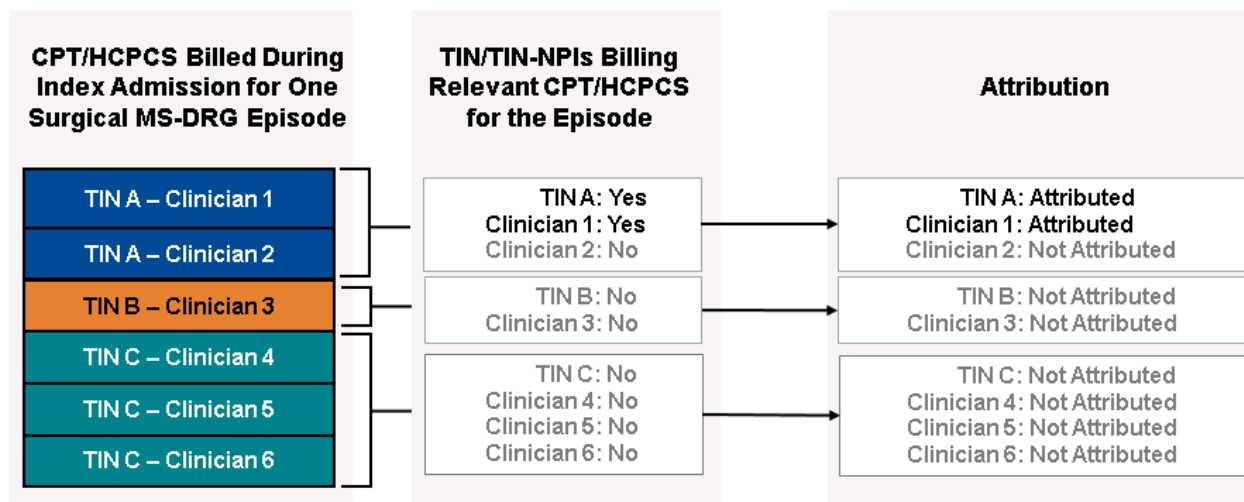 CPT/HCPCS Billed During
Index Admission for One
Surgical MS-DRG Episode
TIN A – Clinician 1
TIN A – Clinician 2
TIN B – Clinician 3
TIN C – Clinician 4
TIN C – Clinician 5
TIN C – Clinician 6
TIN/TIN-NPIs Billing
Relevant CPT/HCPCS
for the Episode
TIN A: Yes
Clinician 1: Yes
Clinician 2: No
TIN B: No
Clinician 3: No
TIN C: No
Clinician 4: No
Clinician 5: No
Clinician 6: No
Attribution
TIN A: Attributed
Clinician 1: Attributed
Clinician 2: Not Attributed
TIN B: Not Attributed
Clinician 3: Not Attributed
TIN C: Not Attributed
Clinician 4: Not Attributed
Clinician 5: Not Attributed
Clinician 6: Not Attributed